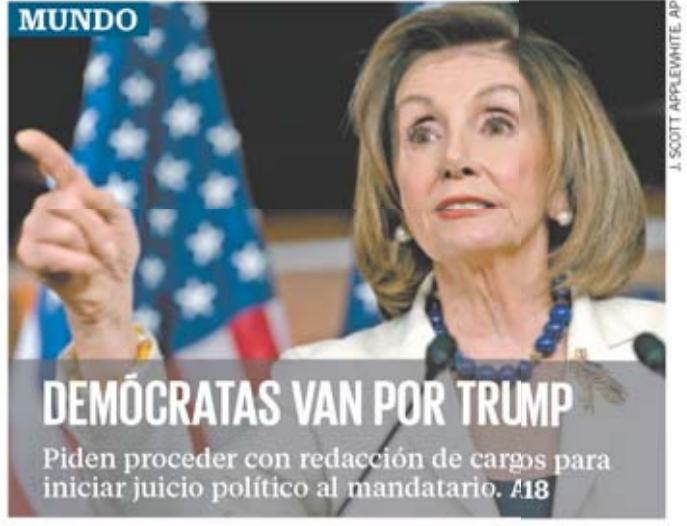 MUNDO
J. SCOTT APPLEWHITE. AP
DEMÓCRATAS VAN POR TRUMP
Piden proceder con redacción de cargos para
iniciar juicio político al mandatario. A18